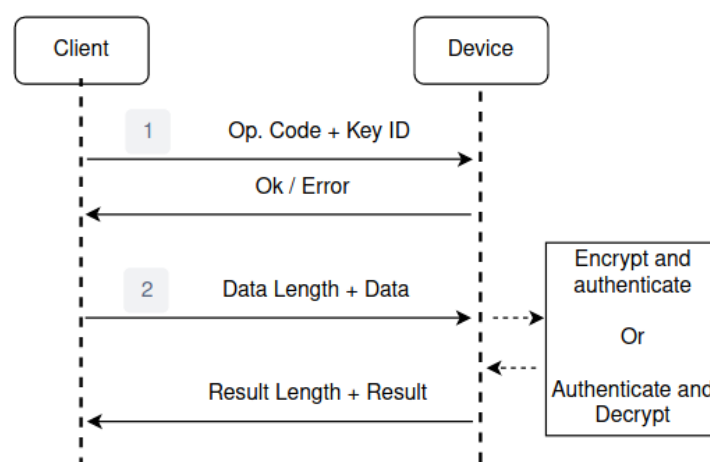 Client
Device
1
Op. Code + Key ID
Ok / Error
2
Data Length + Data
Encrypt and
authenticate
Or
Authenticate and
Decrypt
Result Length + Result